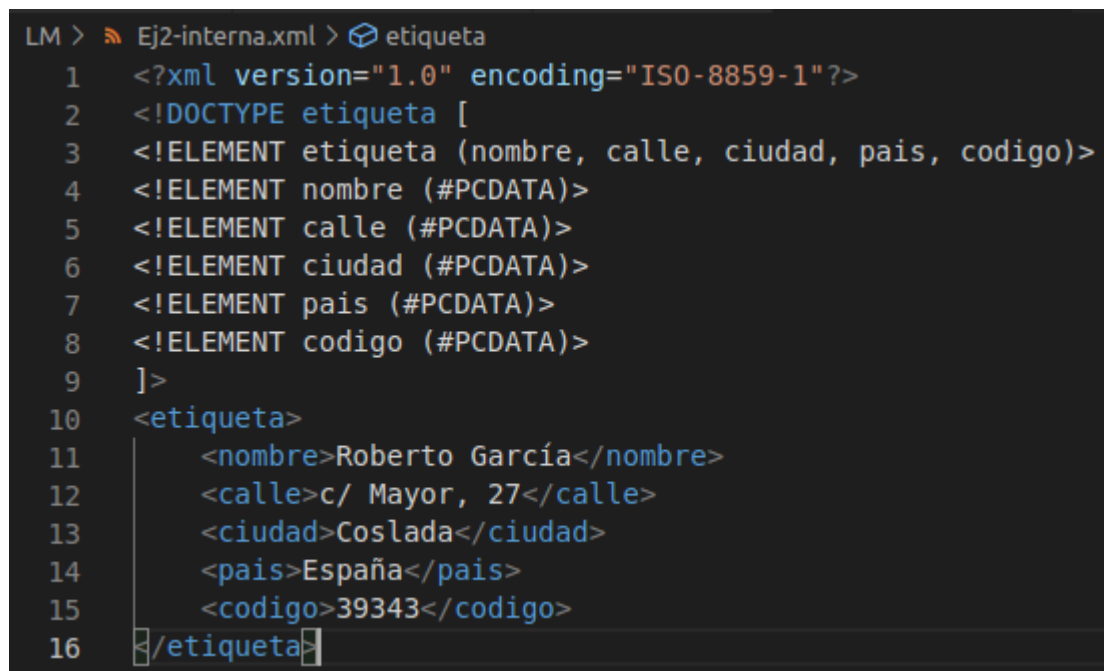 LM > Ej2-interna.xml > etiqueta
1 <?xml version="1.0" encoding="ISO-8859-1"?>
2 <!DOCTYPE etiqueta [
3 <!ELEMENT etiqueta (nombre, calle, ciudad, pais, codigo)>
4 <!ELEMENT nombre (#PCDATA)>
5 <!ELEMENT calle (#PCDATA)>
6 <!ELEMENT ciudad (#PCDATA)>
7 <!ELEMENT pais (#PCDATA)>
8 <!ELEMENT codigo (#PCDATA)>
9 ]>
10 <etiqueta>
11     <nombre>Roberto García</nombre>
12     <calle>c/ Mayor, 27</calle>
13     <ciudad>Coslada</ciudad>
14     <pais>España</pais>
15     <codigo>39343</codigo>
16 </etiqueta>